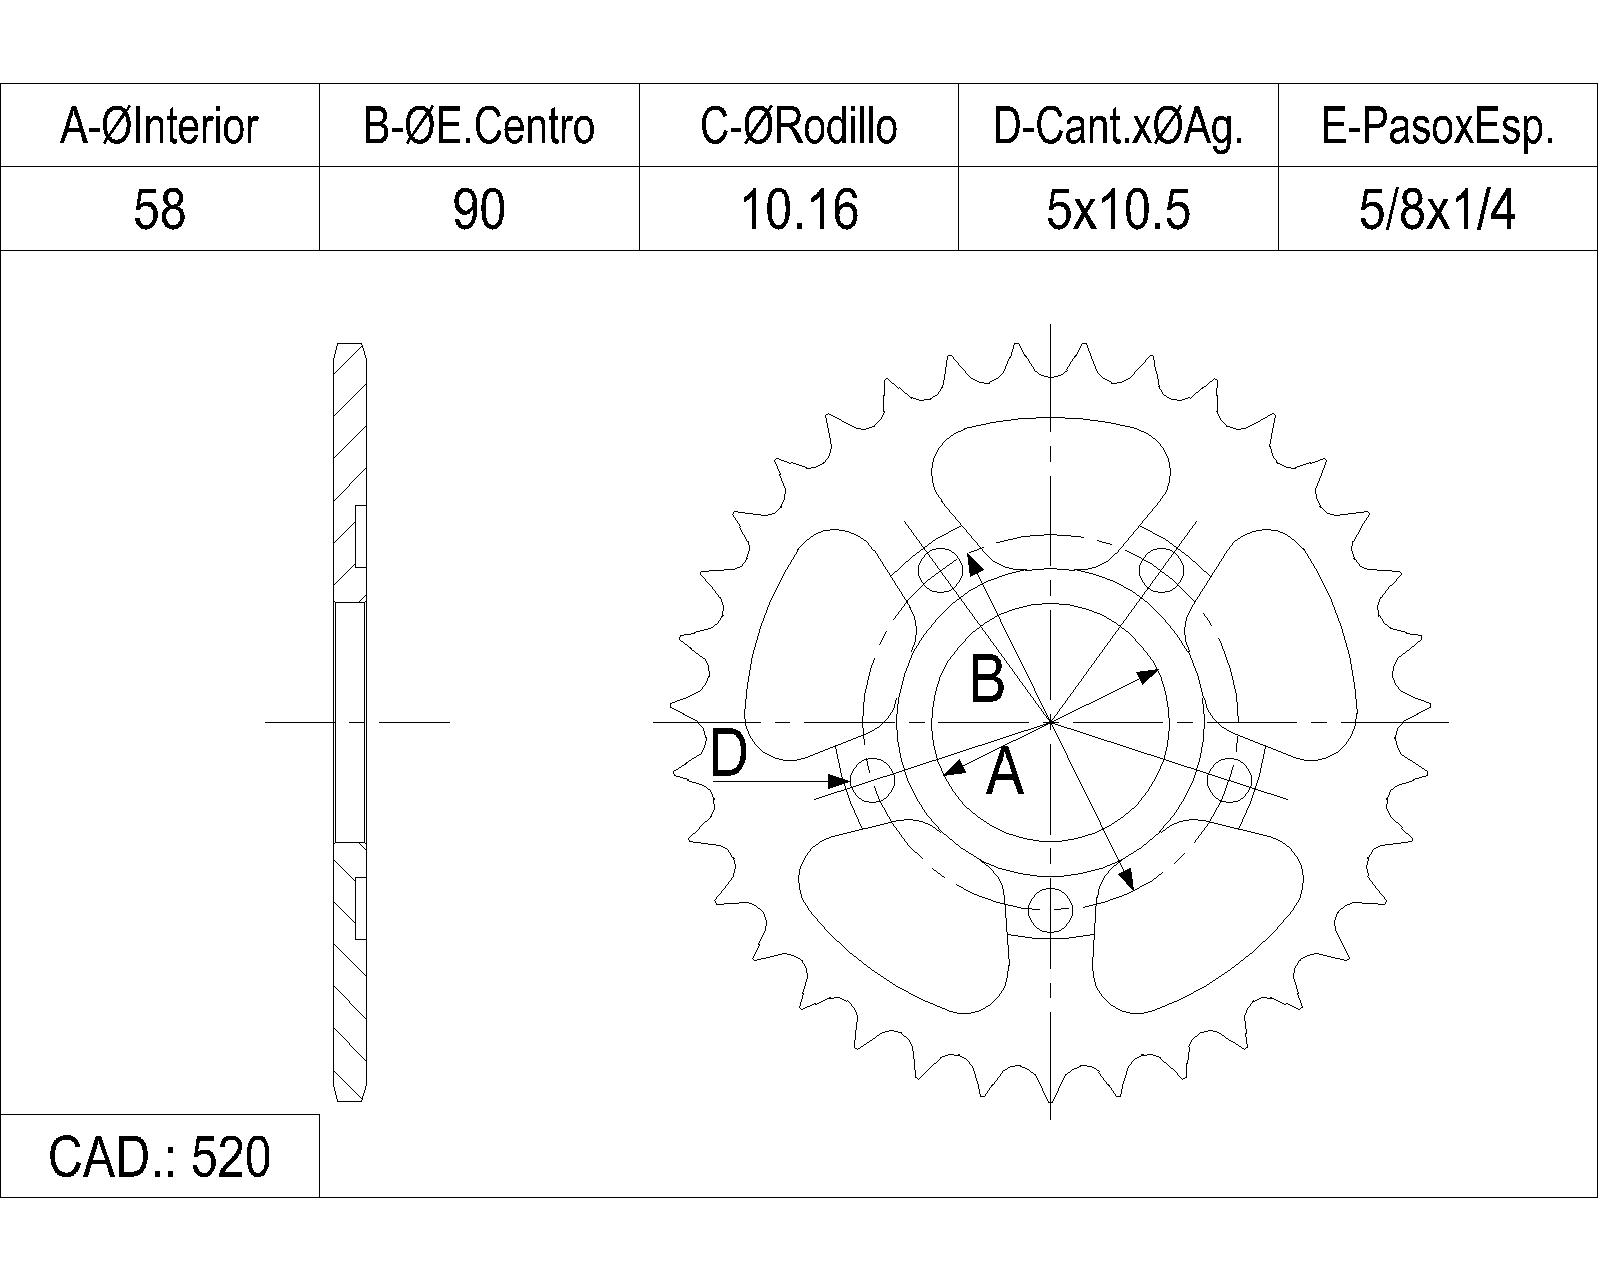 A-ØInterior B-ØE.Centro C-ØRodillo D-Cant.xØAg. E-PasoxEsp.
58 90 10.16 5x10.5 5/8x1/4
B
D
A
CAD.: 520